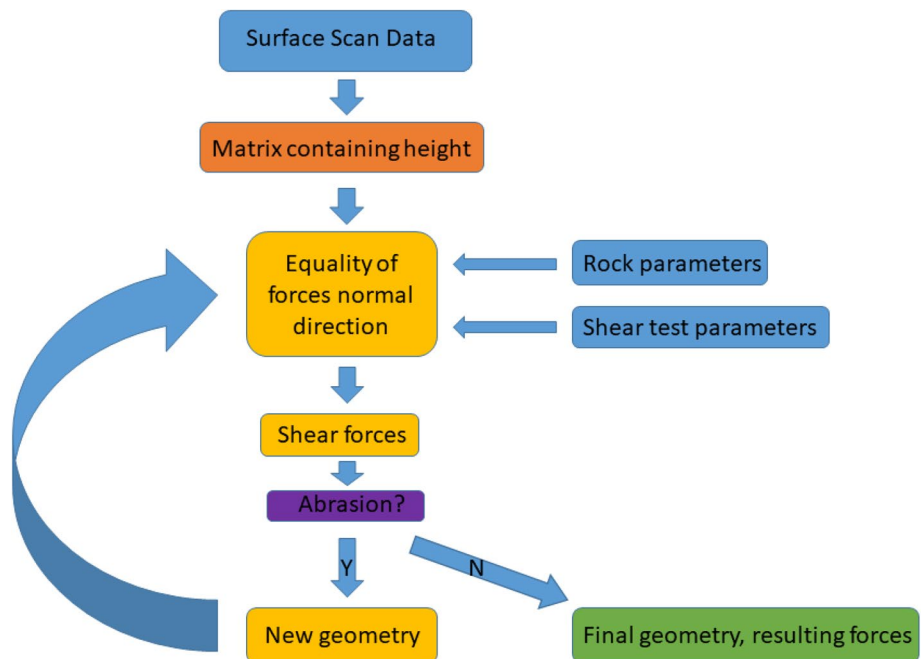 Surface Scan Data
Matrix containing height
Equality of
forces normal
direction
Rock parameters
Shear test parameters
Shear forces
Abrasion?
Y
N
New geometry
Final geometry, resulting forces